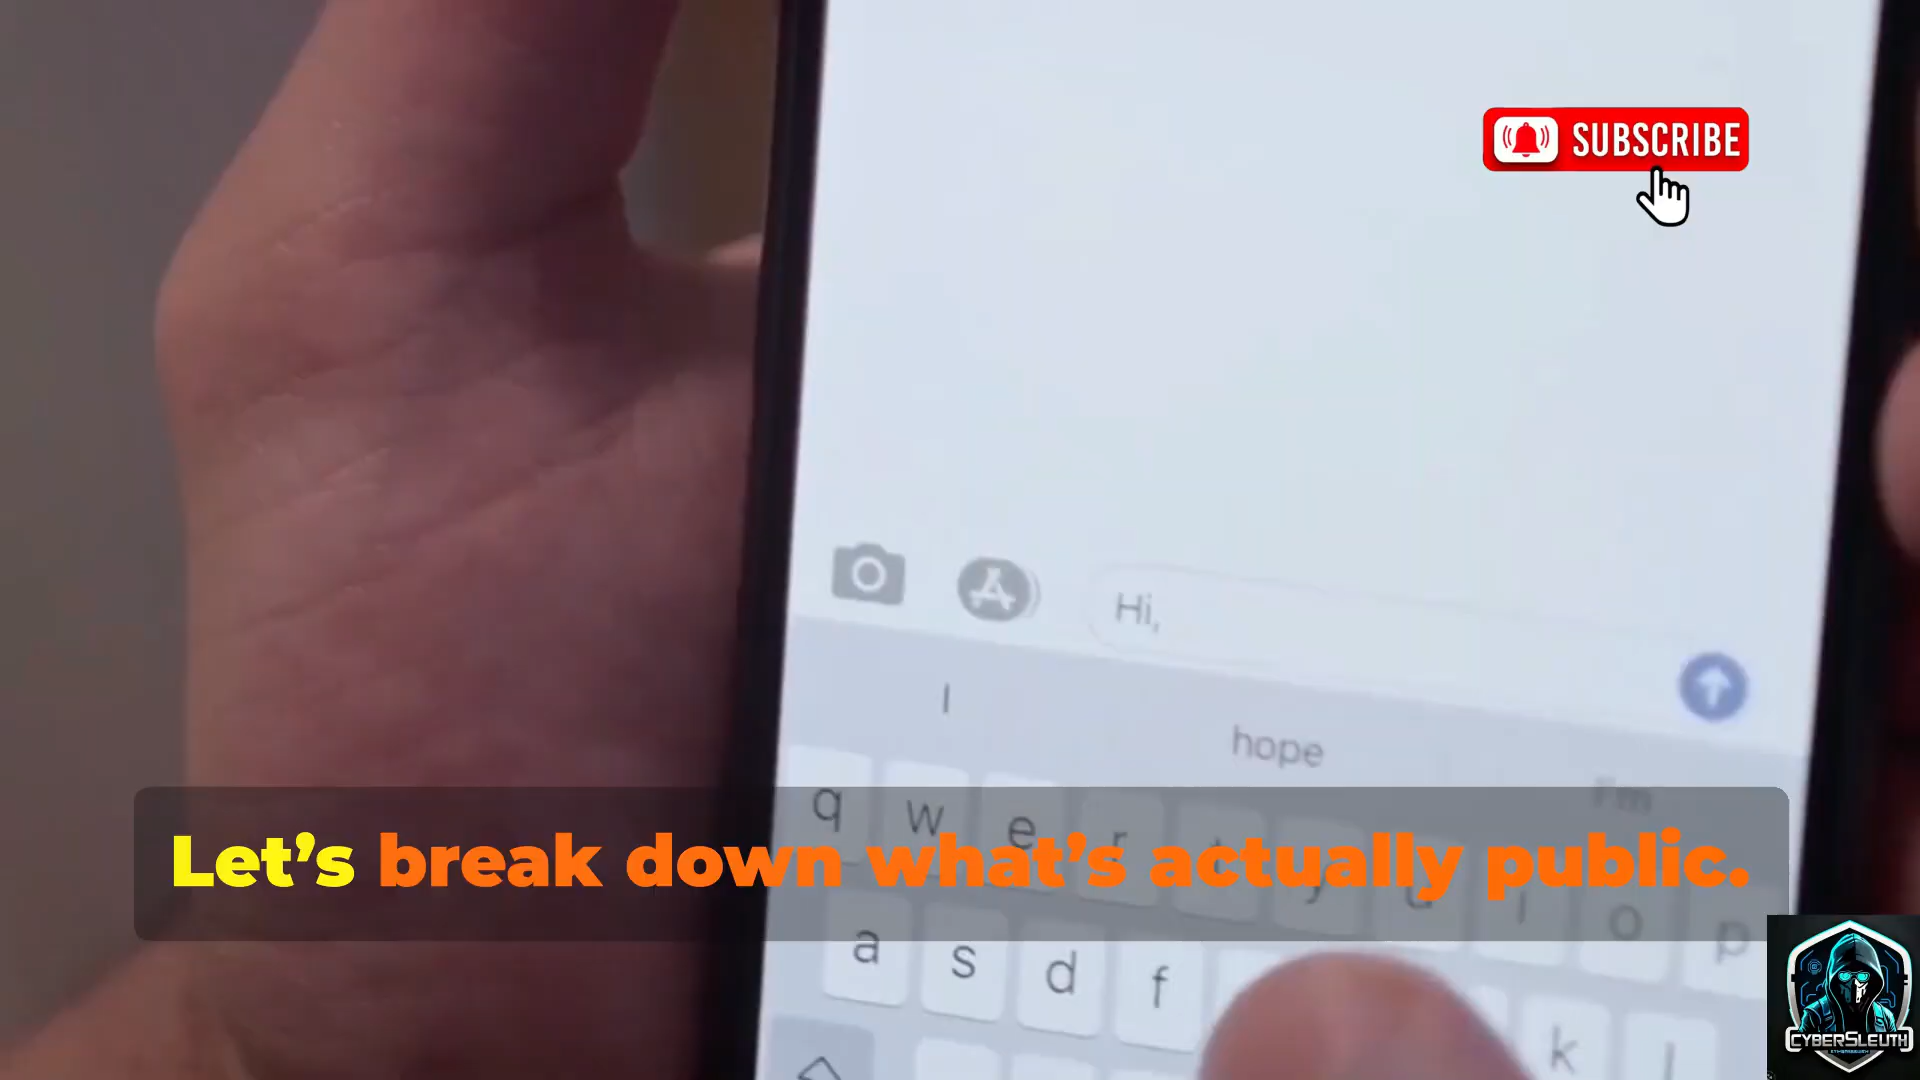 SUBSCRIBE
Hi,
I hope I'm
q w e r t y u i o p
Let's break down what's actually public.
a s d f
k l
CYBERSLEUTH